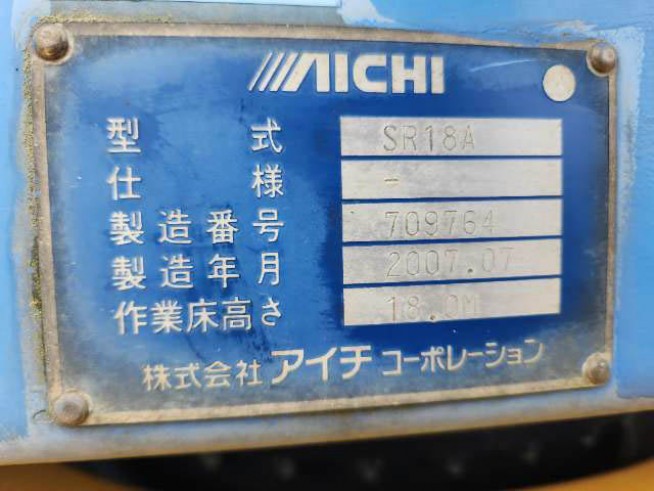 AICHI
型式 SR18A
仕様 -
製造番号 709764
製造年月 2007.07
作業床高さ 18.0M
株式会社 アイチ コーポレーション